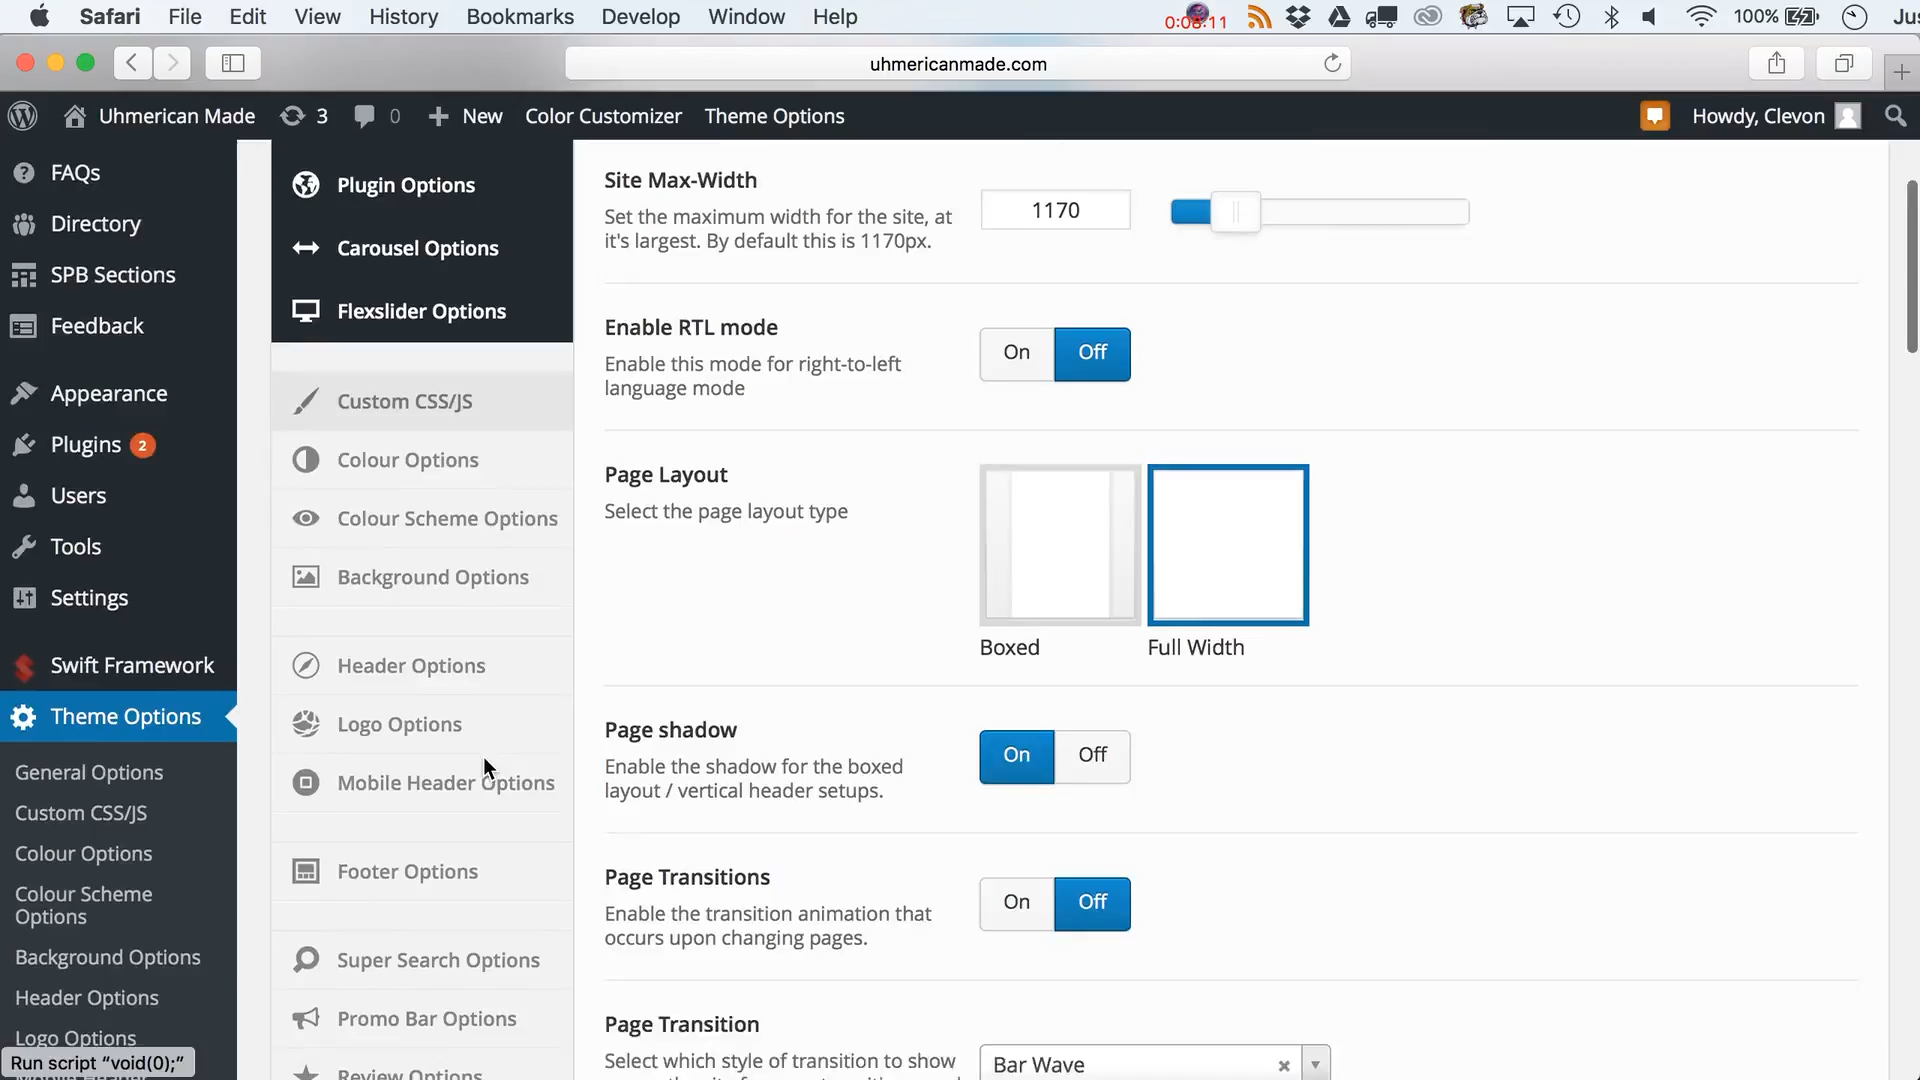 Safari File Edit View History Bookmarks Develop Window Help 0:08:11 100% Jus
uhmericanmade.com
Uhmerican Made 3 0 New Color Customizer Theme Options Howdy, Clevon
FAQs
Directory
SPB Sections
Feedback
Appearance
Plugins 2
Users
Tools
Settings
Swift Framework
Theme Options
General Options
Custom CSS/JS
Colour Options
Colour Scheme
Options
Background Options
Header Options
Logo Options
Run script “void(0);”
Plugin Options
Carousel Options
Flexslider Options
Custom CSS/JS
Colour Options
Colour Scheme Options
Background Options
Header Options
Logo Options
Mobile Header Options
Footer Options
Super Search Options
Promo Bar Options
Review Options
Site Max-Width
Set the maximum width for the site, at
it's largest. By default this is 1170px.
1170
Enable RTL mode
Enable this mode for right-to-left
language mode
On Off
Page Layout
Select the page layout type
Boxed Full Width
Page shadow
Enable the shadow for the boxed
layout / vertical header setups.
On Off
Page Transitions
Enable the transition animation that
occurs upon changing pages.
On Off
Page Transition
Select which style of transition to show
Bar Wave